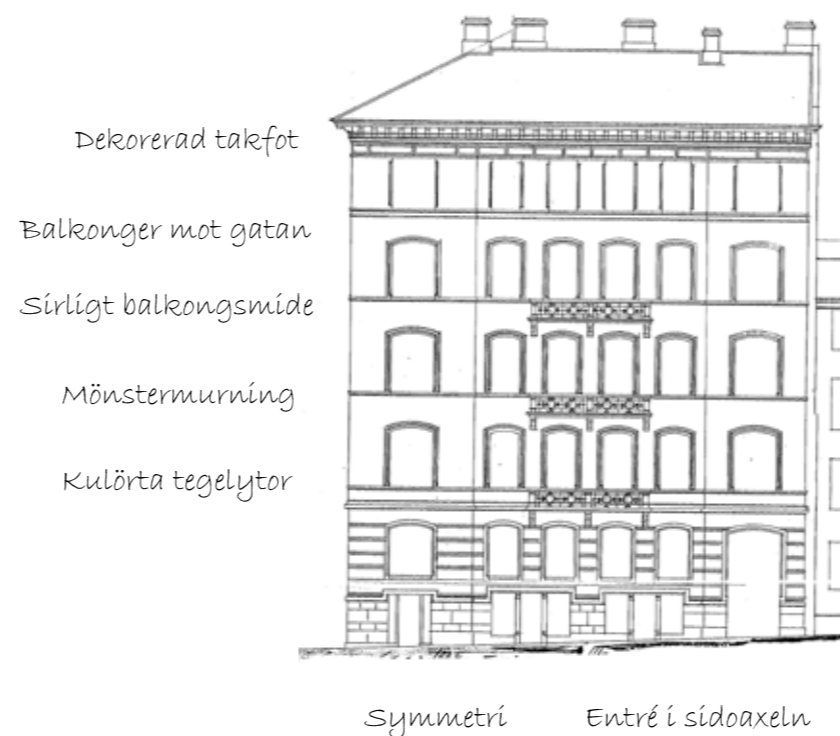 Dekorerad takfot
Balkonger mot gatan
Sirligt balkongsmide
Mönstermurning
Kulörta tegelytor
Symmetri
Entré i sidoaxeln